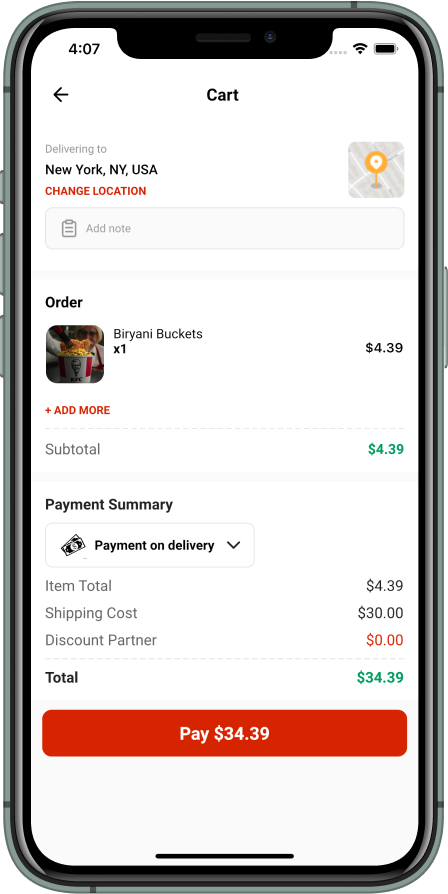 4:07
Cart
Delivering to
New York, NY, USA
CHANGE LOCATION
Add note
Order
Biryani Buckets
x1
$4.39
KFC
+ ADD MORE
Subtotal
$4.39
Payment Summary
Payment on delivery
Item Total
$4.39
Shipping Cost
$30.00
Discount Partner
$0.00
Total
$34.39
Pay $34.39